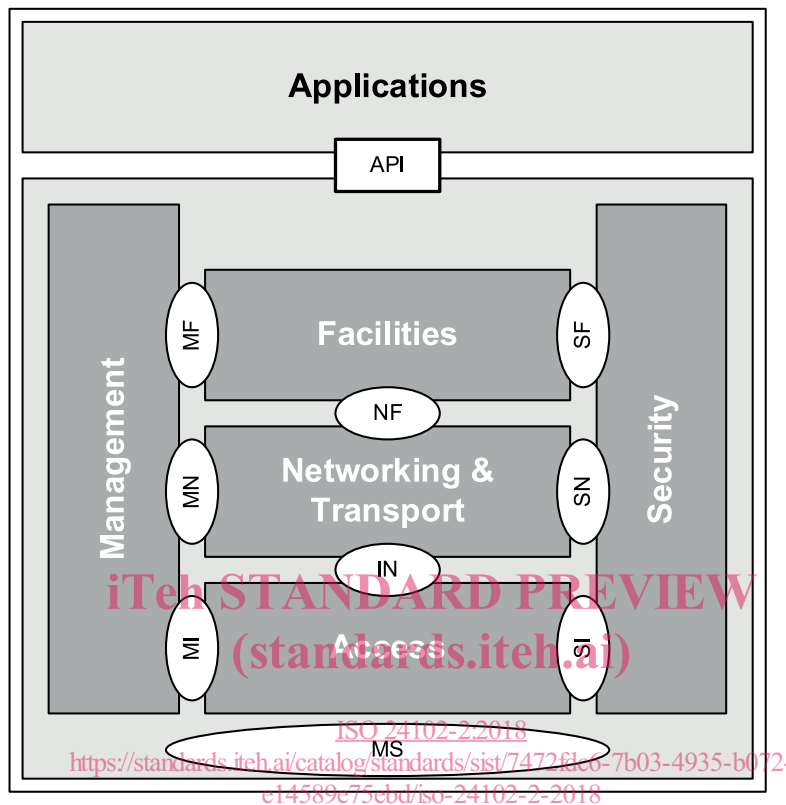 Applications
API
MF
Facilities
SF
NF
Management
Security
MN
Networking &
Transport
SN
IN
iTeh STANDARD PREVIEW
MI
Access
SI
(standards.iteh.ai)
ISO 24102-2:2018
MS
https://standards.iteh.ai/catalog/standards/sist/7472fdc6-7b03-4935-b072-
e14589e75ebd/iso-24102-2-2018